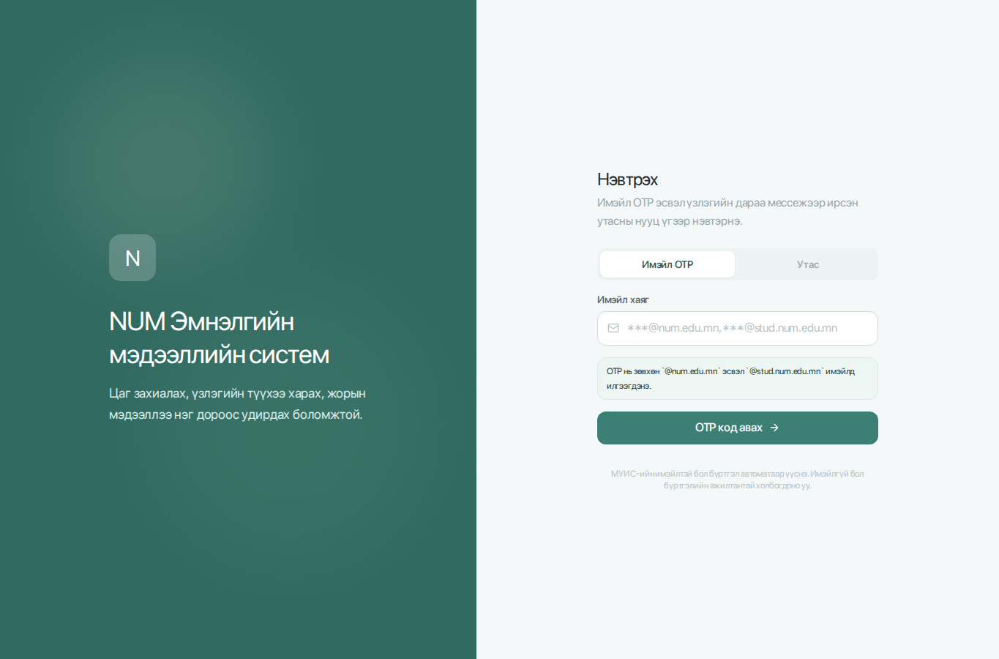 N
NUM Эмнэлгийн
мэдээллийн систем
Цаг захиалах, үзлэгийн түүхээ харах, жорын
мэдээллээ нэг дороос удирдах боломжтой.
Нэвтрэх
Имэйл OTP эсвэл үзлэгийн дараа мессежээр ирсэн
утасны нууц үгээр нэвтэрнэ.
Имэйл OTP
Утас
Имэйл хаяг
***@num.edu.mn, ***@stud.num.edu.mn
OTP нь зөвхөн `@num.edu.mn` эсвэл `@stud.num.edu.mn` имэйлд
илгээгдэнэ.
OTP код авах →
МУИС-ийн имэйлтэй бол бүртгэл автоматаар үүснэ. Имэйлгүй бол
бүртгэлийн ажилтантай холбогдоно уу.